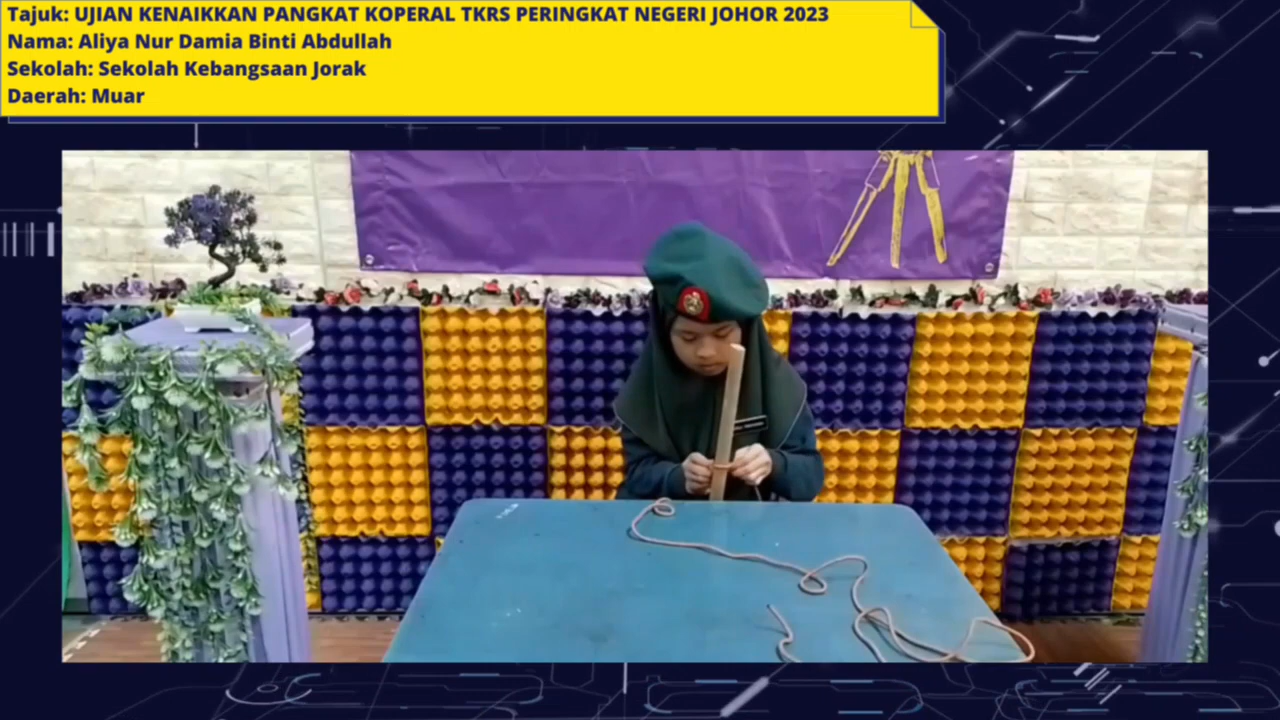 Tajuk: UJIAN KENAIKKAN PANGKAT KOPERAL TKRS PERINGKAT NEGERI JOHOR 2023
Nama: Aliya Nur Damia Binti Abdullah
Sekolah: Sekolah Kebangsaan Jorak
Daerah: Muar